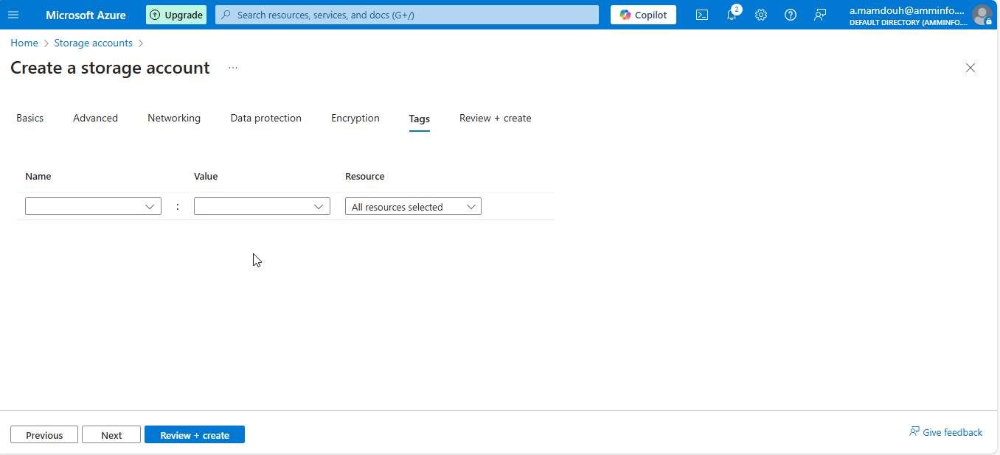 Microsoft Azure Upgrade Search resources, services, and docs (G+/) Copilot 2 a.mamdouh@amminfo....
DEFAULT DIRECTORY (AMMINFO....
Home > Storage accounts >
Create a storage account ...
Basics Advanced Networking Data protection Encryption Tags Review + create
Name Value Resource
: All resources selected
Previous Next Review + create Give feedback